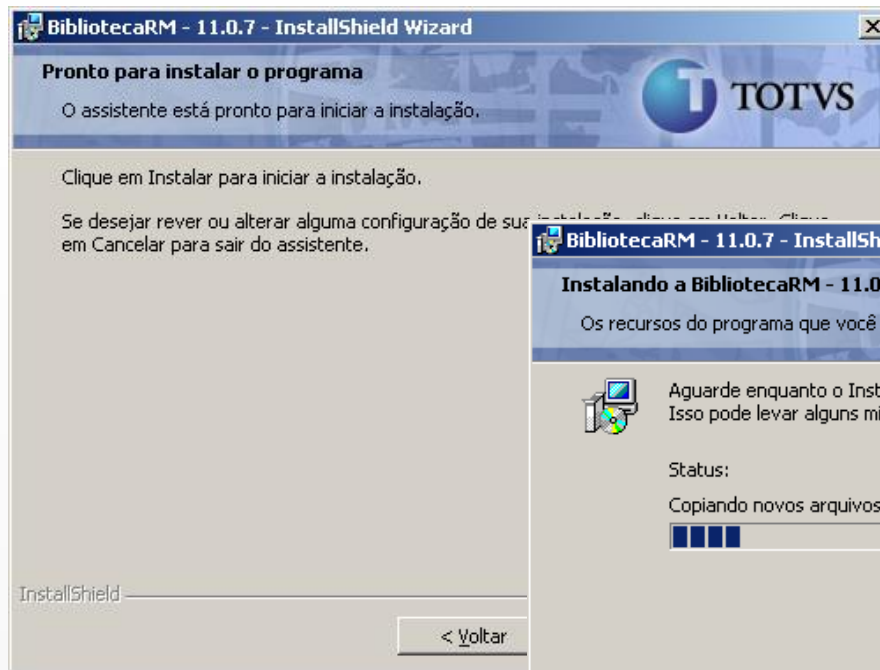 BibliotecaRM - 11.0.7 - InstallShield Wizard
Pronto para instalar o programa
O assistente está pronto para iniciar a instalação.
TOTVS
Clique em Instalar para iniciar a instalação.
Se desejar rever ou alterar alguma configuração de sua
em Cancelar para sair do assistente.
InstallShield
< Voltar
BibliotecaRM - 11.0.7 - InstallSh
Instalando a BibliotecaRM - 11.0
Os recursos do programa que você
Aguarde enquanto o Inst
Isso pode levar alguns mi
Status:
Copiando novos arquivos